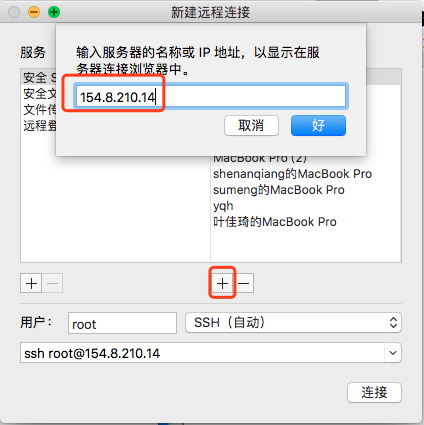 新建远程连接
服务
输入服务器的名称或 IP 地址，以显示在服
务器连接浏览器中。
154.8.210.14
取消
好
安全 S
安全文
文件传
远程登
MacBook Pro (2)
shenanqiang的MacBook Pro
sumeng的MacBook Pro
yqh
叶佳琦的MacBook Pro
用户：
root
SSH（自动）
ssh root@154.8.210.14
连接